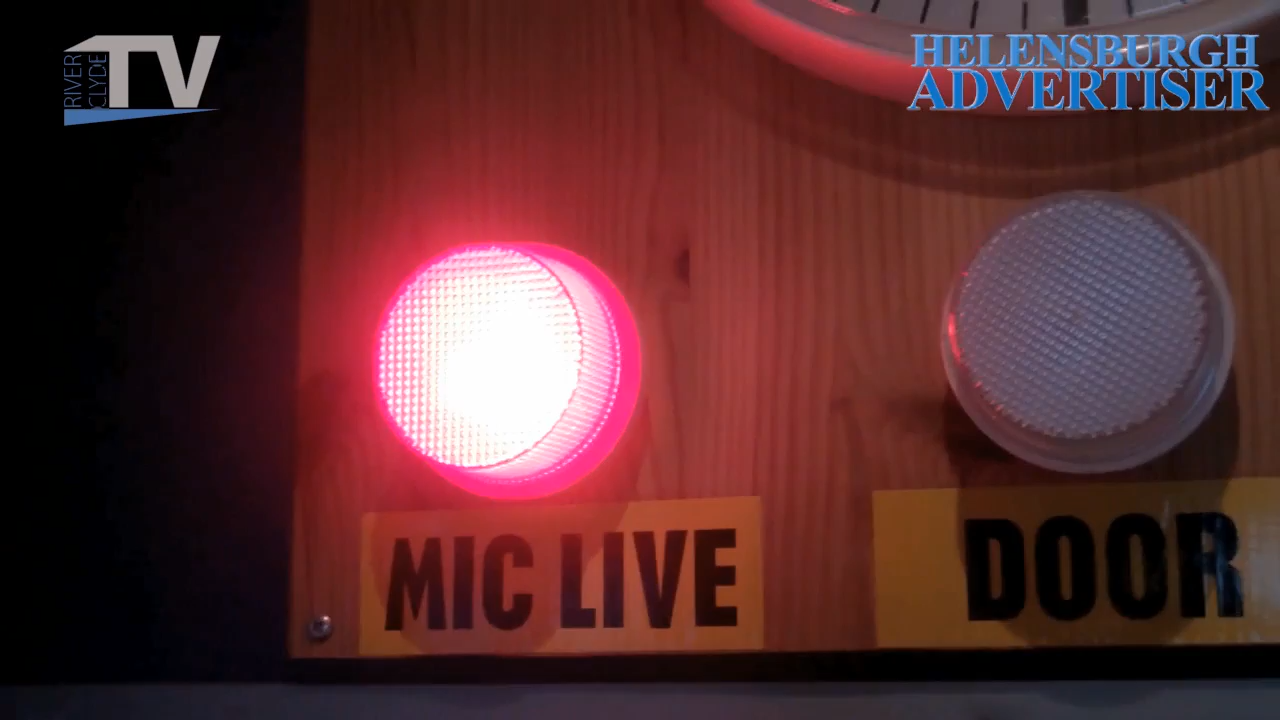 RIVER
CLYDE
TV
HELENSBURGH
ADVERTISER
MIC LIVE
DOOR